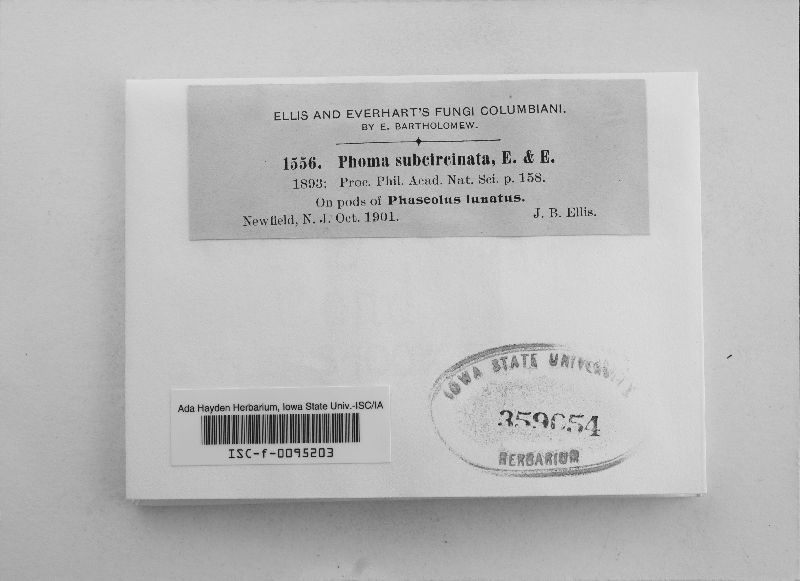 ELLIS AND EVERHART'S FUNGI COLUMBIANI.
BY E. BARTHOLOMEW.
1556. Phoma subcircinata, E. & E.
1893: Proc. Phil. Acad. Nat. Sci. p. 158.
On pods of Phaseolus lunatus.
Newfield, N. J. Oct. 1901. J. B. Ellis.
IOWA STATE UNIVERSITY
359654
HERBARIUM
Ada Hayden Herbarium, Iowa State Univ.-ISC/IA
ISC-f-0095203